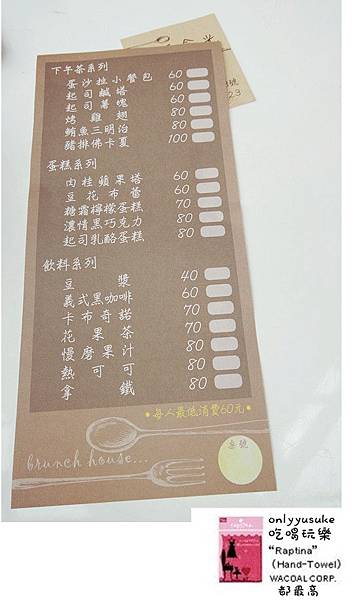 下午茶系列
蛋沙拉小餐包 60
起司鹹塔 60
起司薯塊 60
烤雞翅 80
鮪魚三明治 80
豬排佛卡夏 100
蛋糕系列
肉桂蘋果塔 60
豆花布蕾 60
糖霜檸檬蛋糕 70
濃情黑巧克力 80
起司乳酪蛋糕 80
飲料系列
豆漿 40
義式黑咖啡 60
卡布奇諾 70
花果茶 70
慢磨果汁 80
熱可可 80
拿鐵 80
•每人最低消費60元•
桌號
brunch house...
onlyyusuke
吃喝玩樂
“Raptina”
(Hand-Towel)
WACOAL CORP.
都最高